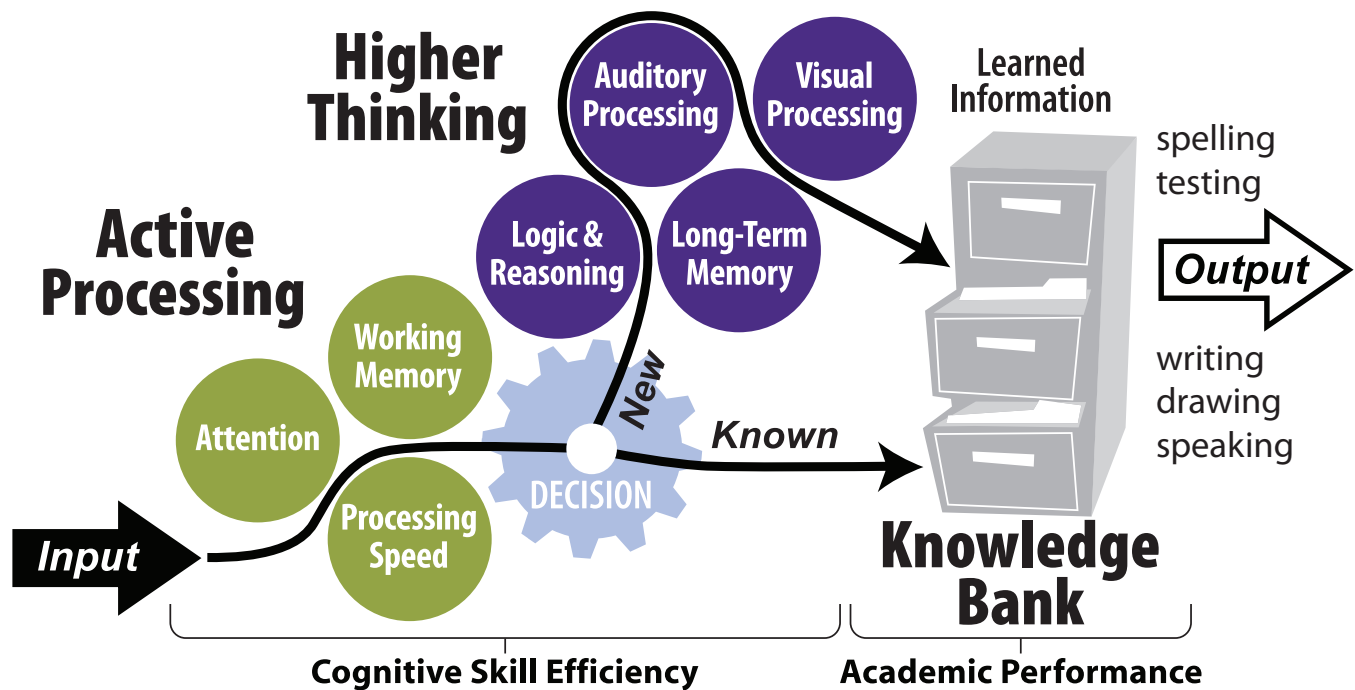 Higher
Thinking
Auditory
Processing
Visual
Processing
Learned
Information
spelling
testing
Active
Processing
Logic &
Reasoning
Long-Term
Memory
Output
Working
Memory
Attention
New
Known
writing
drawing
speaking
DECISION
Processing
Speed
Input
Knowledge
Bank
Cognitive Skill Efficiency
Academic Performance